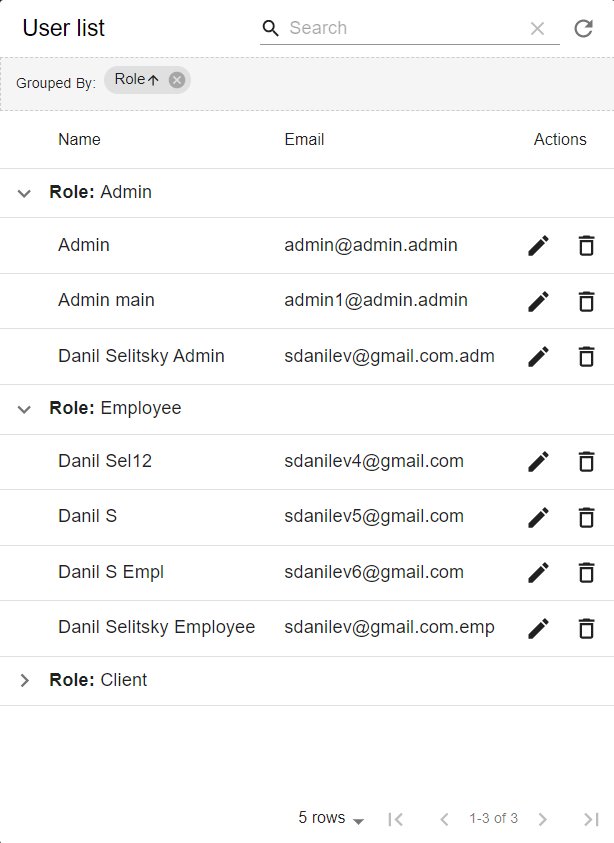 User list
Search
Grouped By: Role
Name Email Actions
Role: Admin
Admin admin@admin.admin
Admin main admin1@admin.admin
Danil Selitsky Admin sdanilev@gmail.com.adm
Role: Employee
Danil Sel12 sdanilev4@gmail.com
Danil S sdanilev5@gmail.com
Danil S Empl sdanilev6@gmail.com
Danil Selitsky Employee sdanilev@gmail.com.emp
Role: Client
5 rows 1-3 of 3